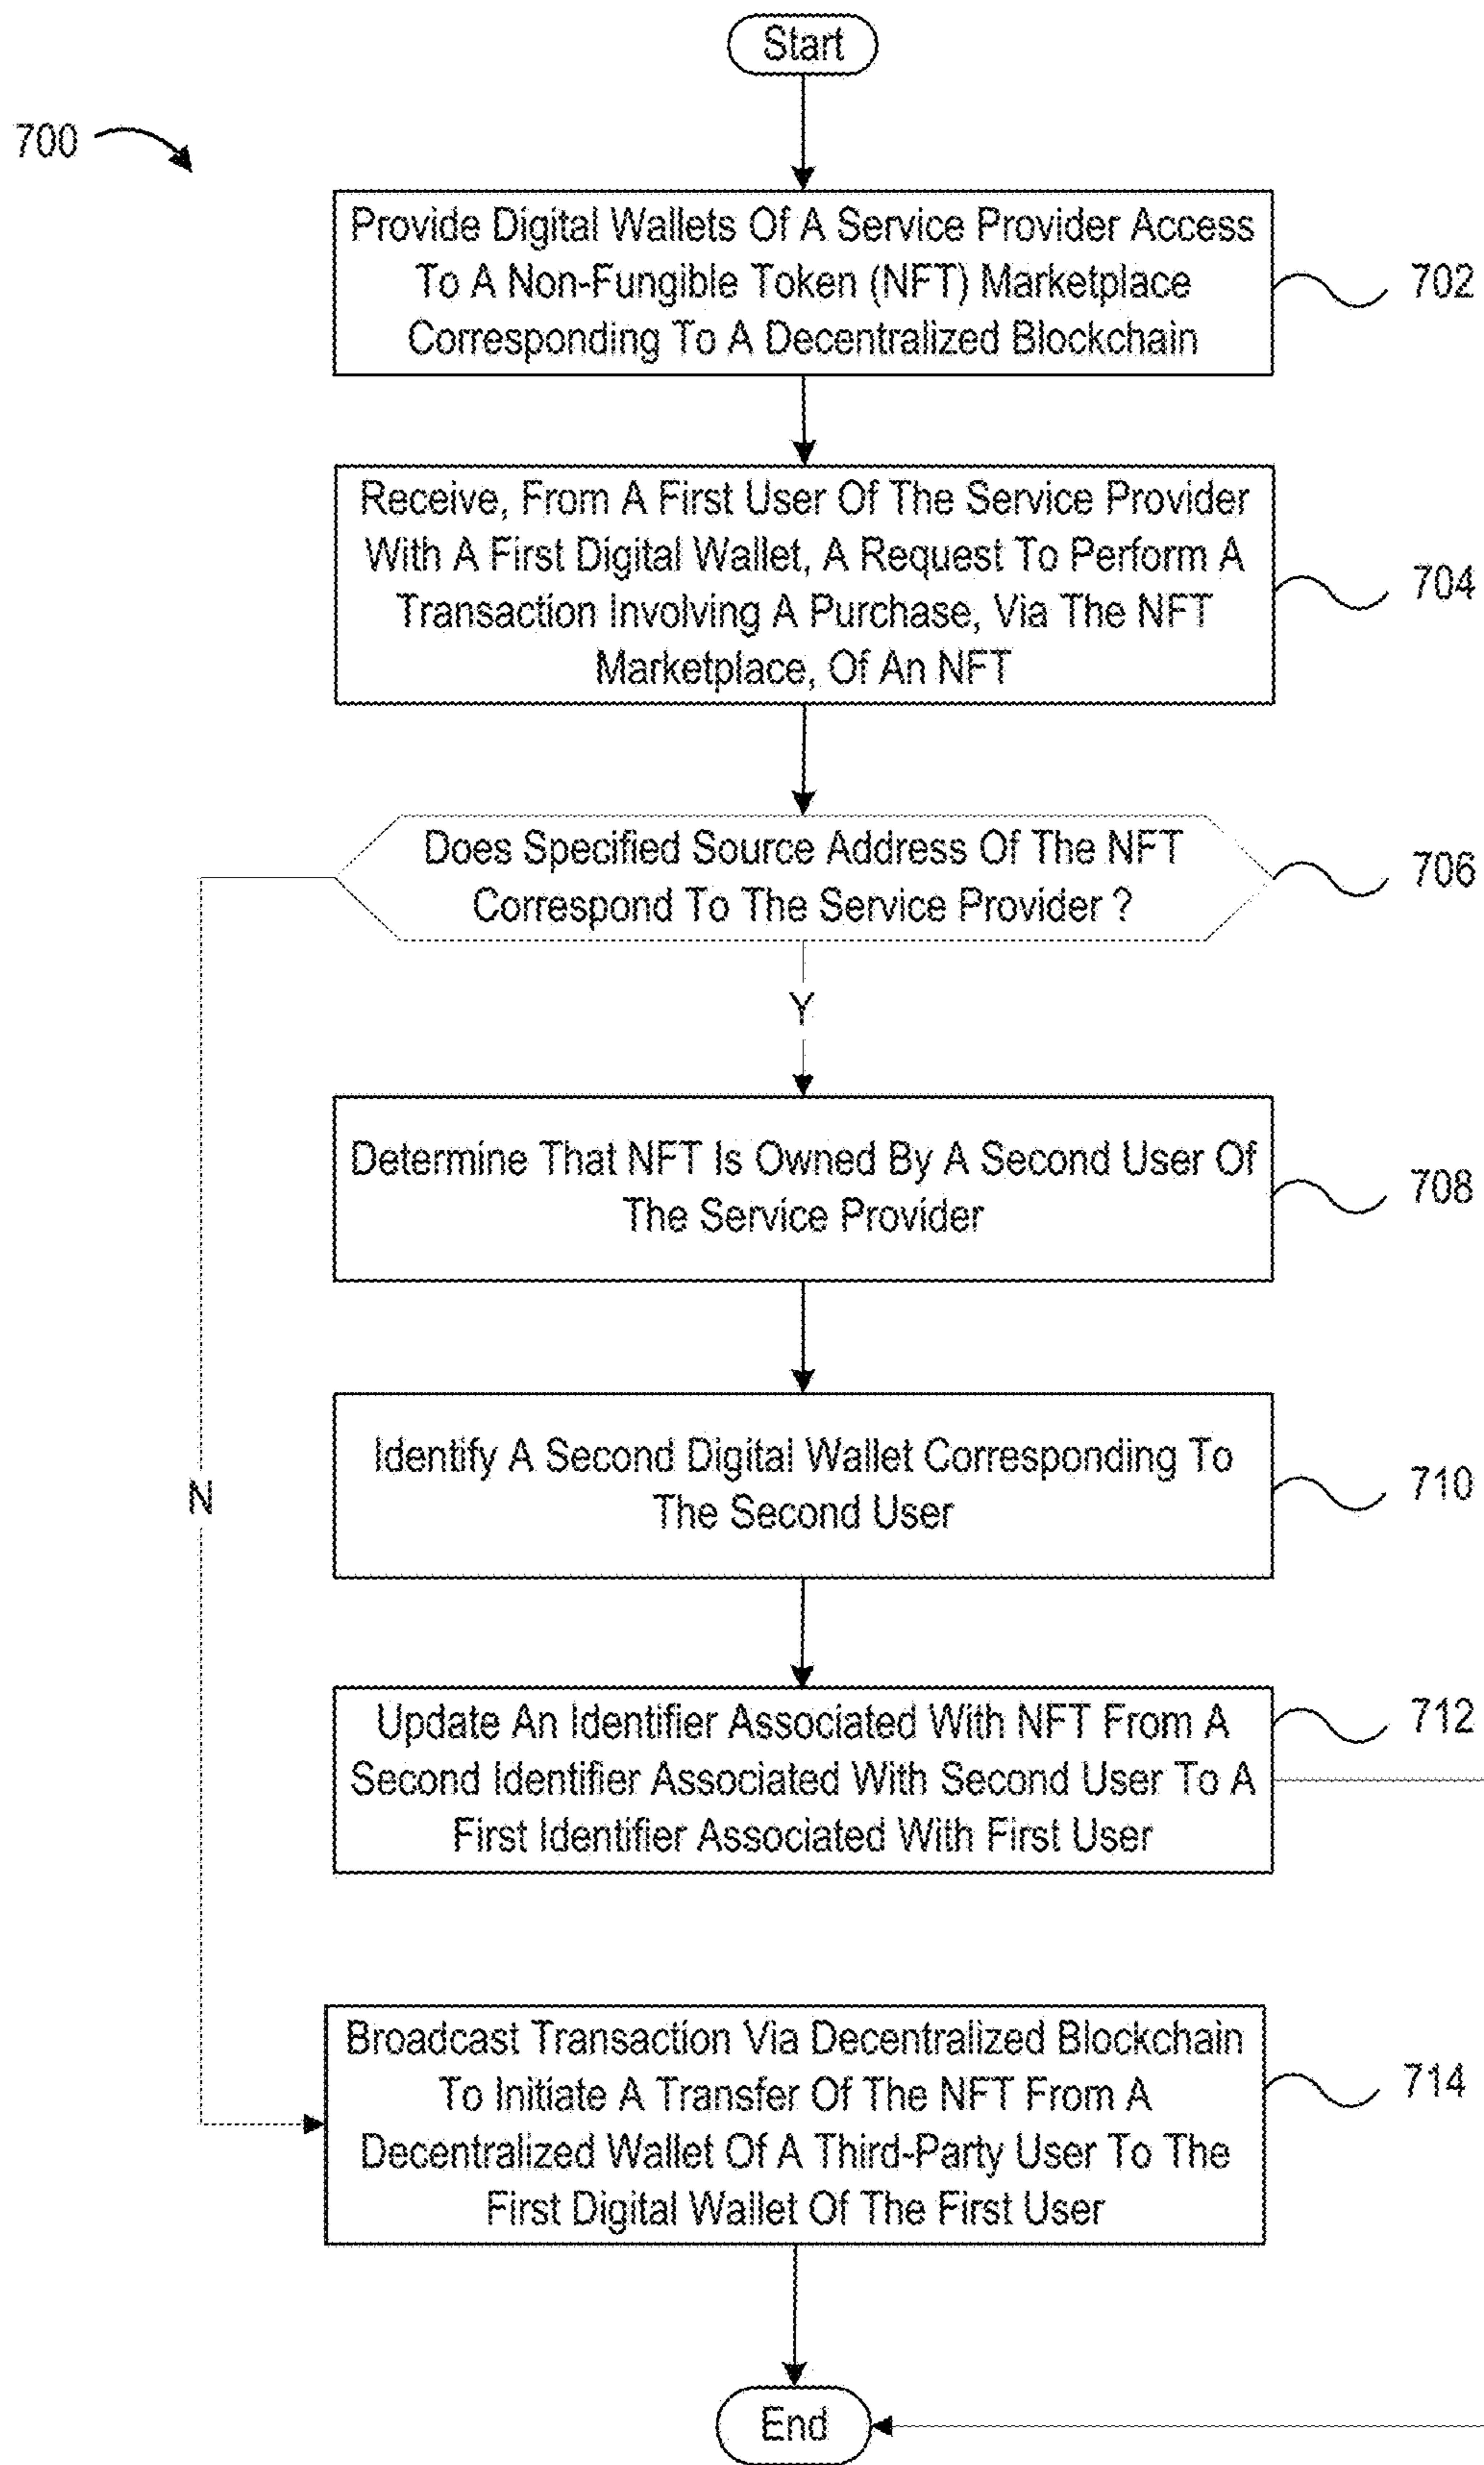 Start
700
Provide Digital Wallets Of A Service Provider Access
To A Non-Fungible Token (NFT) Marketplace
Corresponding To A Decentralized Blockchain
702
Receive, From A First User Of The Service Provider
With A First Digital Wallet, A Request To Perform A
Transaction Involving A Purchase, Via The NFT
Marketplace, Of An NFT
704
Does Specified Source Address Of The NFT
Correspond To The Service Provider ?
706
Y
Determine That NFT Is Owned By A Second User Of
The Service Provider
708
Identify A Second Digital Wallet Corresponding To
The Second User
710
N
Update An Identifier Associated With NFT From A
Second Identifier Associated With Second User To A
First Identifier Associated With First User
712
Broadcast Transaction Via Decentralized Blockchain
To Initiate A Transfer Of The NFT From A
Decentralized Wallet Of A Third-Party User To The
First Digital Wallet Of The First User
714
End